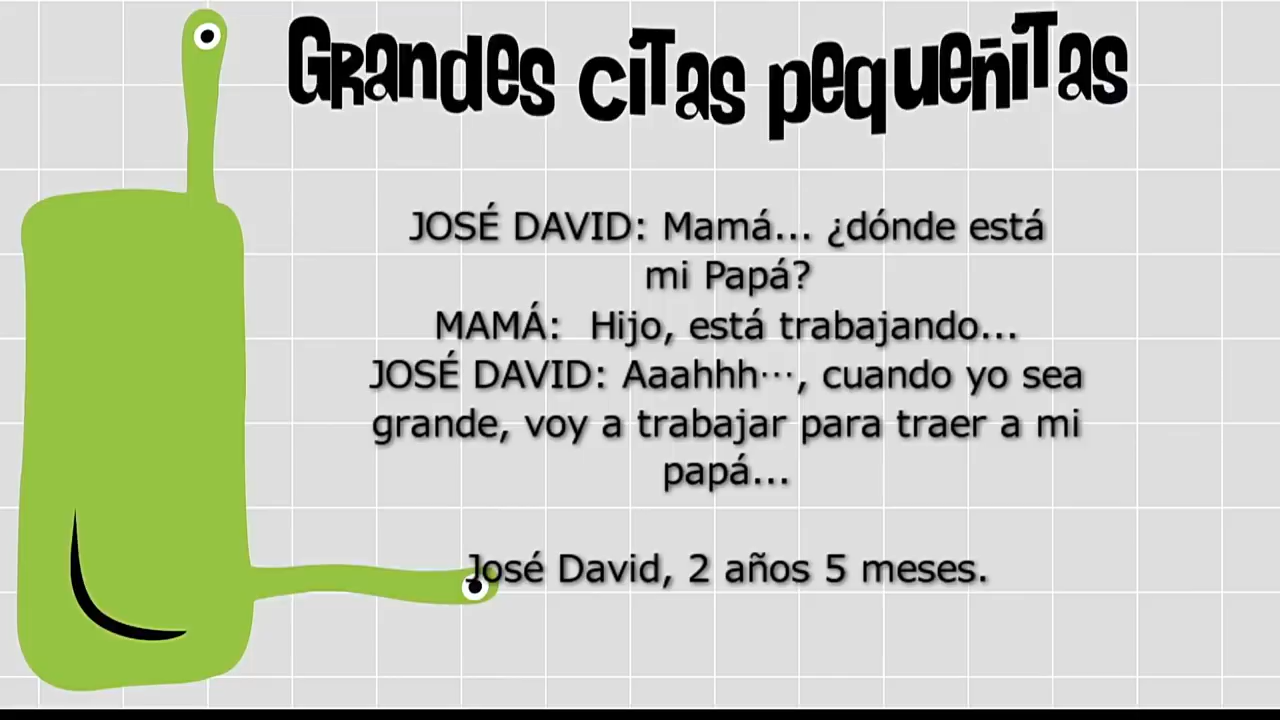 Grandes citas pequeñitas
JOSÉ DAVID: Mamá... ¿dónde está
mi Papá?
MAMÁ:  Hijo, está trabajando...
JOSÉ DAVID: Aaahhh···, cuando yo sea
grande, voy a trabajar para traer a mi
papá...
José David, 2 años 5 meses.